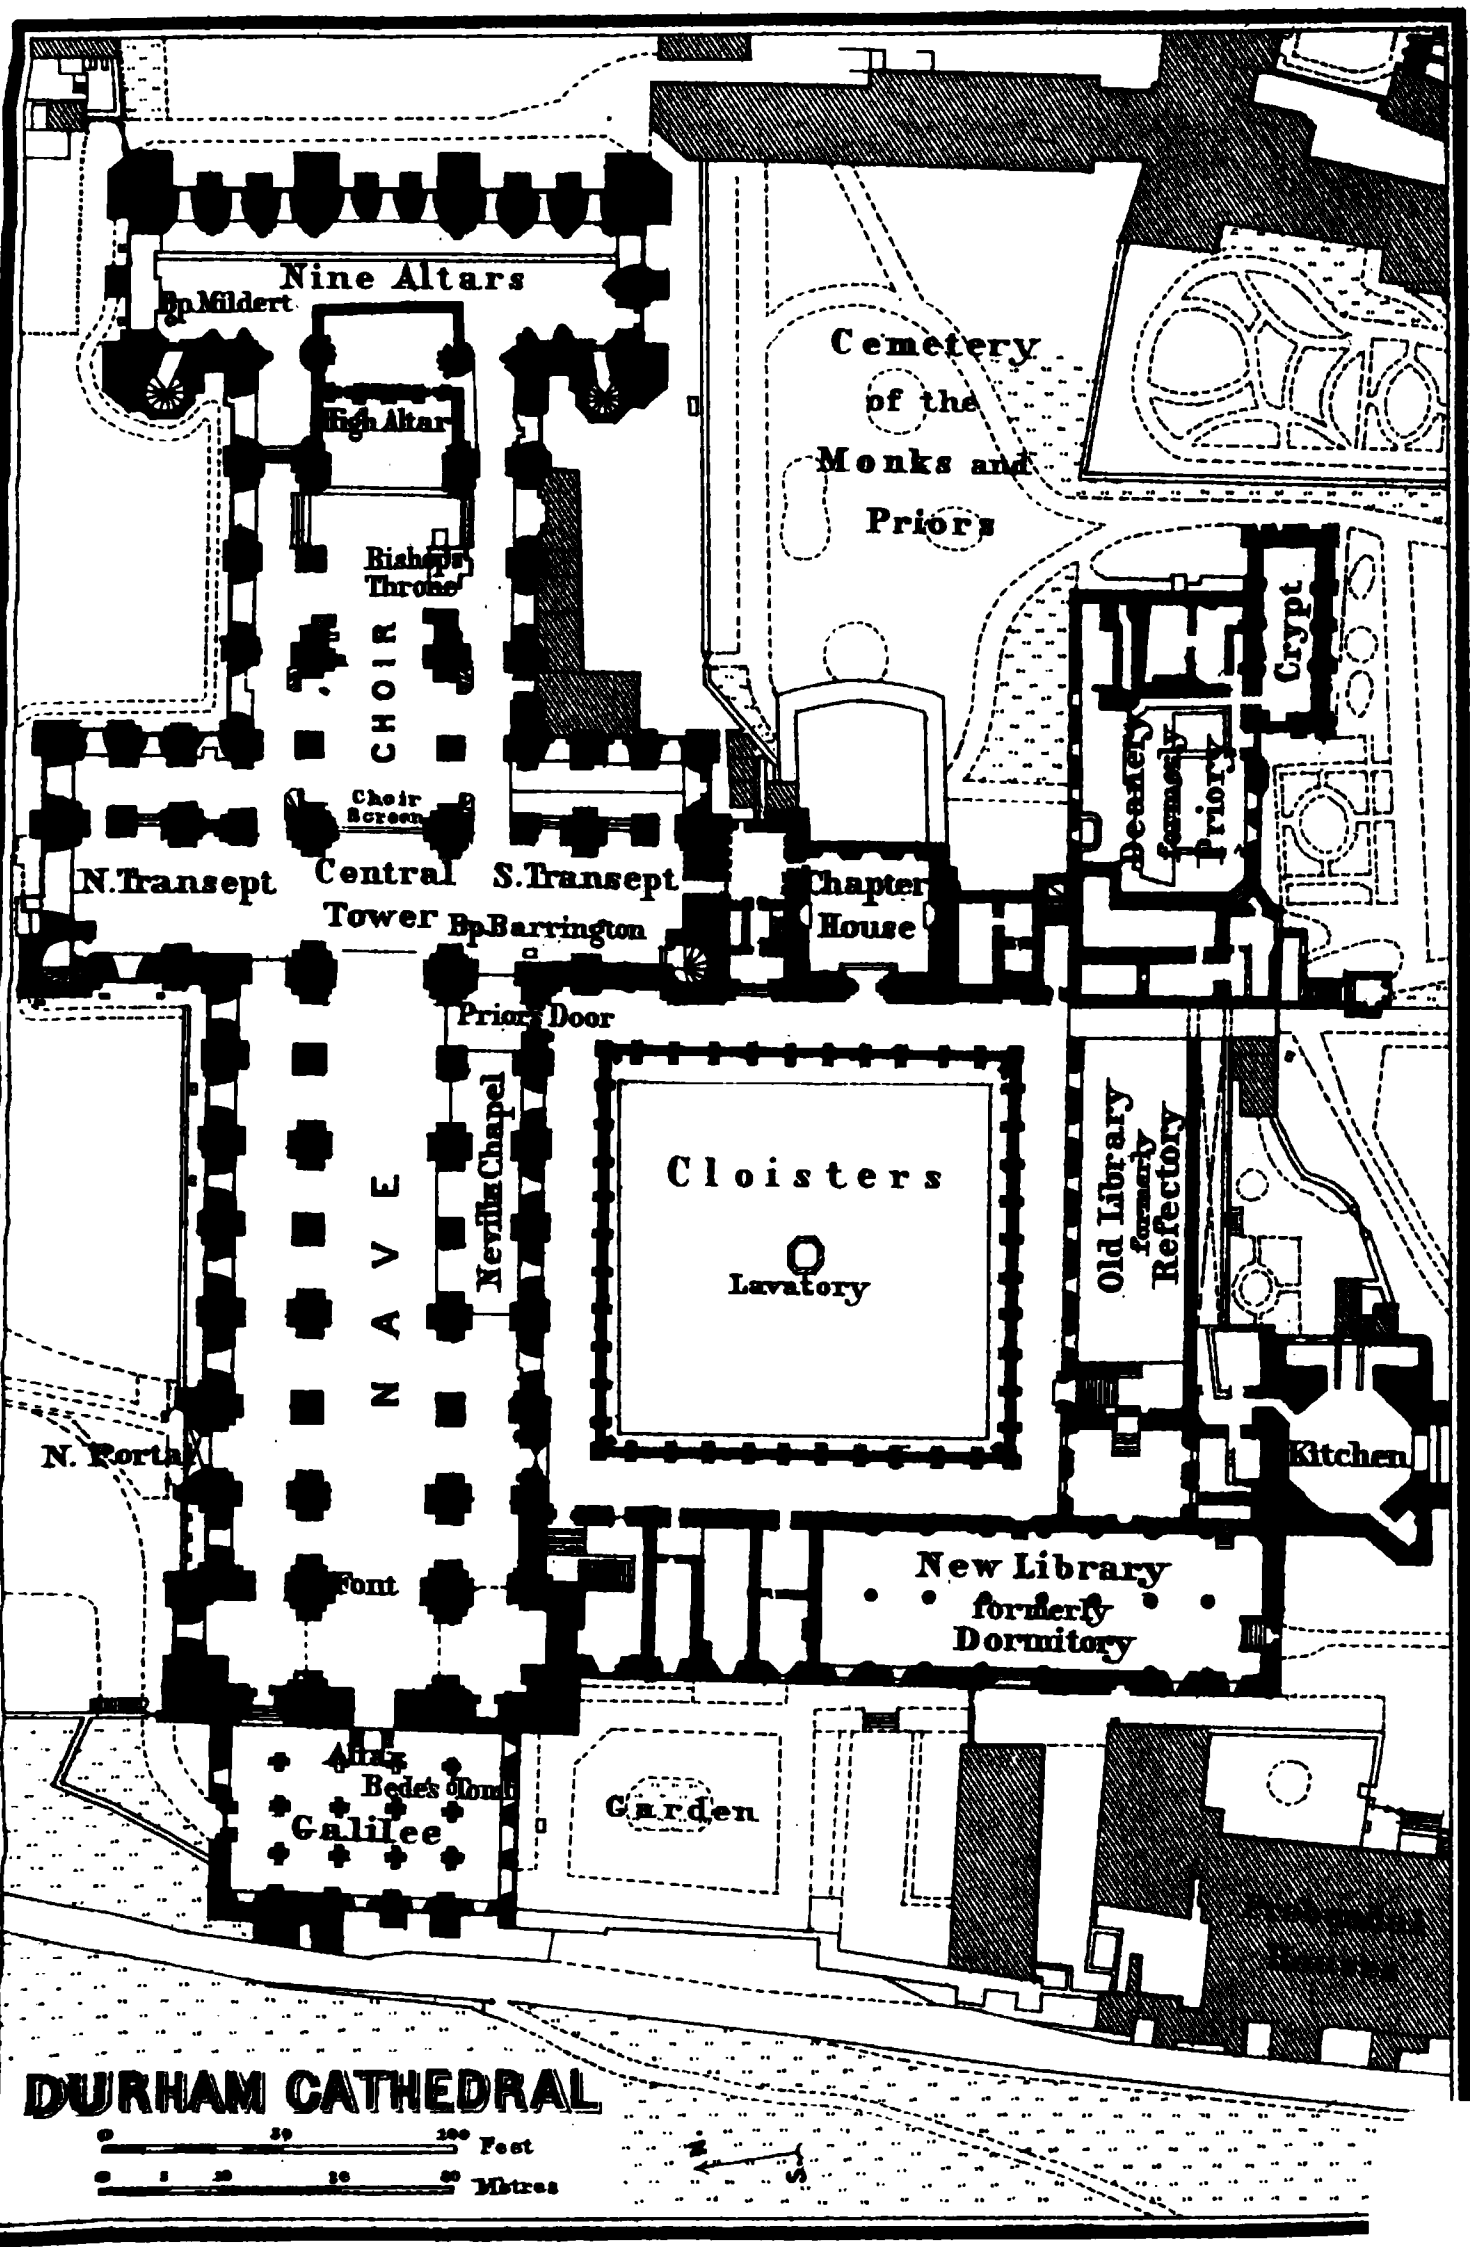 Nine Altars
Bp. Mildert
High Altar
Cemetery
of the
Monks and
Priors
Bishop's
Throne
CHOIR
Crypt
Deanery
formerly
Priory
Choir
Screen
N. Transept
Central
Tower
S. Transept
Bp. Barrington
Chapter
House
Priors Door
Nevills Chapel
NAVE
Cloisters
Lavatory
Old Library
formerly
Refectory
N. Portal
Kitchen
Font
New Library
formerly
Dormitory
Altar
Bede's Tomb
Galilee
Garden
Houses
DURHAM CATHEDRAL
0 50 100 Feet
0 5 10 20 30 Metres
N.
S.